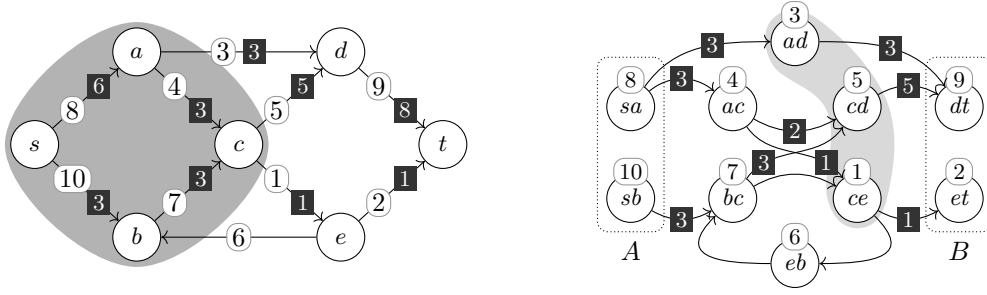 a 3 3 d
8 6 4 3 5 5 9 8
s c t
10 3 7 3 1 1 2 1
b 6 e
3
ad
3 3
8 3 4 5 5 9
sa ac cd dt
2
3 1
10 7 1 2
sb 3 bc ce 1 et
6
eb
A B